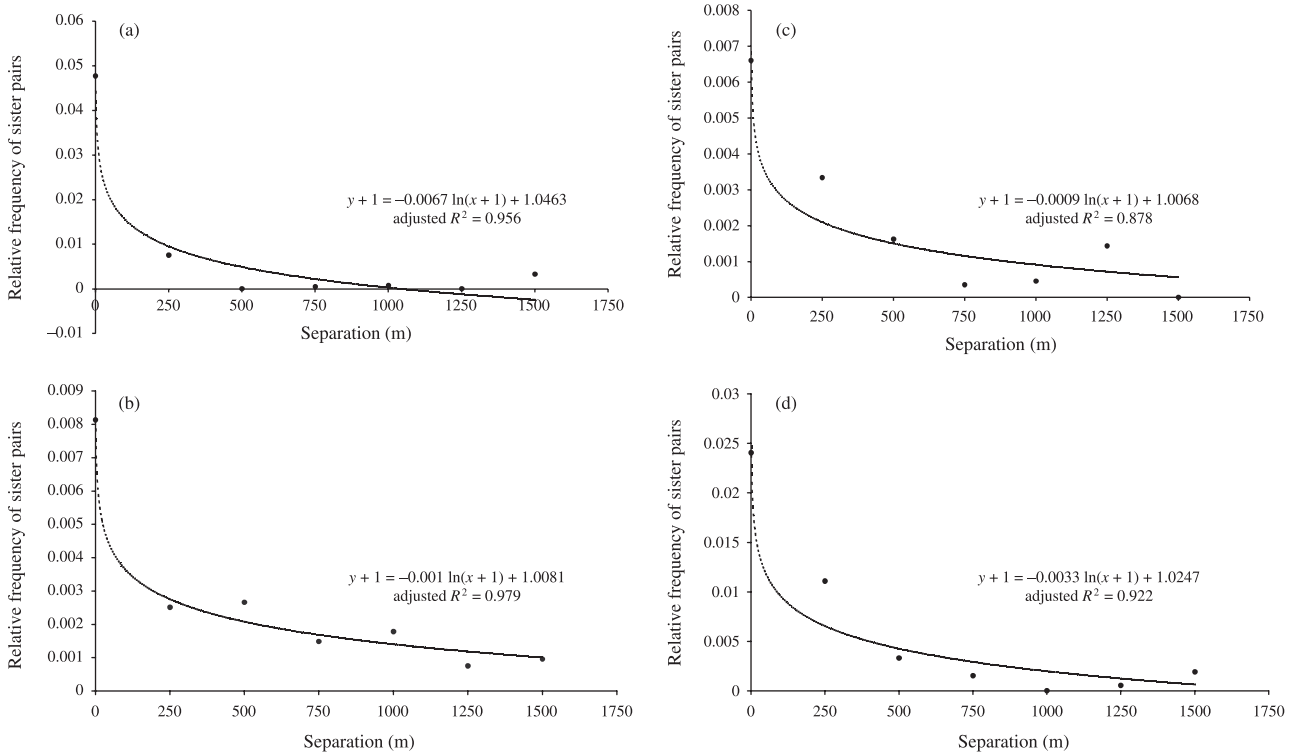 (a)
Relative frequency of sister pairs
0.06
0.05
0.04
0.03
0.02
0.01
0
–0.01
y + 1 = –0.0067 ln(x + 1) + 1.0463
adjusted R² = 0.956
0 250 500 750 1000 1250 1500 1750
Separation (m)
(c)
Relative frequency of sister pairs
0.008
0.007
0.006
0.005
0.004
0.003
0.002
0.001
0
y + 1 = –0.0009 ln(x + 1) + 1.0068
adjusted R² = 0.878
0 250 500 750 1000 1250 1500 1750
Separation (m)
(b)
Relative frequency of sister pairs
0.009
0.008
0.007
0.006
0.005
0.004
0.003
0.002
0.001
0
y + 1 = –0.001 ln(x + 1) + 1.0081
adjusted R² = 0.979
0 250 500 750 1000 1250 1500 1750
Separation (m)
(d)
Relative frequency of sister pairs
0.03
0.025
0.02
0.015
0.01
0.005
0
y + 1 = –0.0033 ln(x + 1) + 1.0247
adjusted R² = 0.922
0 250 500 750 1000 1250 1500 1750
Separation (m)